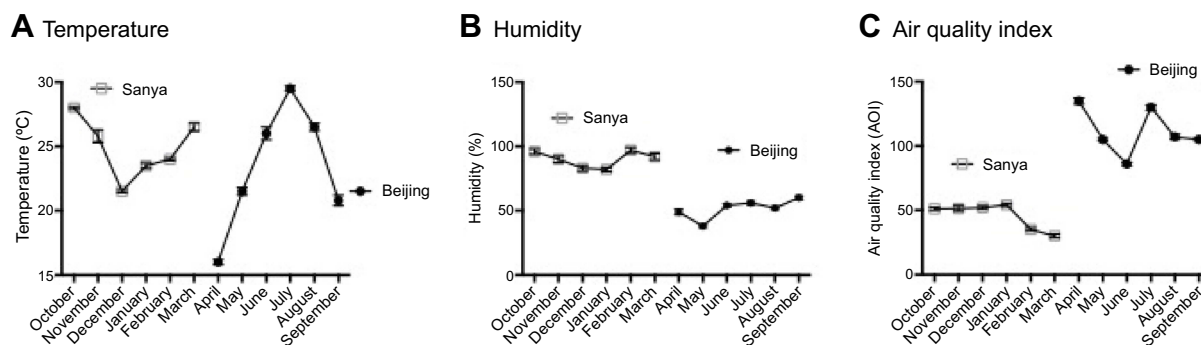 A Temperature
Temperature (ºC)
30
25
20
15
Sanya
Beijing
October
November
December
January
February
March
April
May
June
July
August
September
B Humidity
Humidity (%)
150
100
50
0
Sanya
Beijing
October
November
December
January
February
March
April
May
June
July
August
September
C Air quality index
Air quality index (AOI)
150
100
50
0
Beijing
Sanya
October
November
December
January
February
March
April
May
June
July
August
September